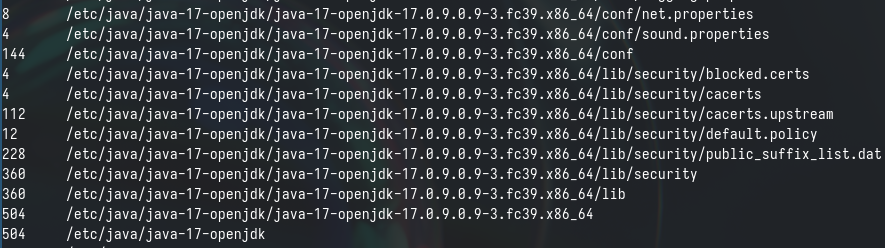 8 /etc/java/java-17-openjdk/java-17-openjdk-17.0.9.0.9-3.fc39.x86_64/conf/net.properties
4 /etc/java/java-17-openjdk/java-17-openjdk-17.0.9.0.9-3.fc39.x86_64/conf/sound.properties
144 /etc/java/java-17-openjdk/java-17-openjdk-17.0.9.0.9-3.fc39.x86_64/conf
4 /etc/java/java-17-openjdk/java-17-openjdk-17.0.9.0.9-3.fc39.x86_64/lib/security/blocked.certs
4 /etc/java/java-17-openjdk/java-17-openjdk-17.0.9.0.9-3.fc39.x86_64/lib/security/cacerts
112 /etc/java/java-17-openjdk/java-17-openjdk-17.0.9.0.9-3.fc39.x86_64/lib/security/cacerts.upstream
12 /etc/java/java-17-openjdk/java-17-openjdk-17.0.9.0.9-3.fc39.x86_64/lib/security/default.policy
228 /etc/java/java-17-openjdk/java-17-openjdk-17.0.9.0.9-3.fc39.x86_64/lib/security/public_suffix_list.dat
360 /etc/java/java-17-openjdk/java-17-openjdk-17.0.9.0.9-3.fc39.x86_64/lib/security
360 /etc/java/java-17-openjdk/java-17-openjdk-17.0.9.0.9-3.fc39.x86_64/lib
504 /etc/java/java-17-openjdk/java-17-openjdk-17.0.9.0.9-3.fc39.x86_64
504 /etc/java/java-17-openjdk